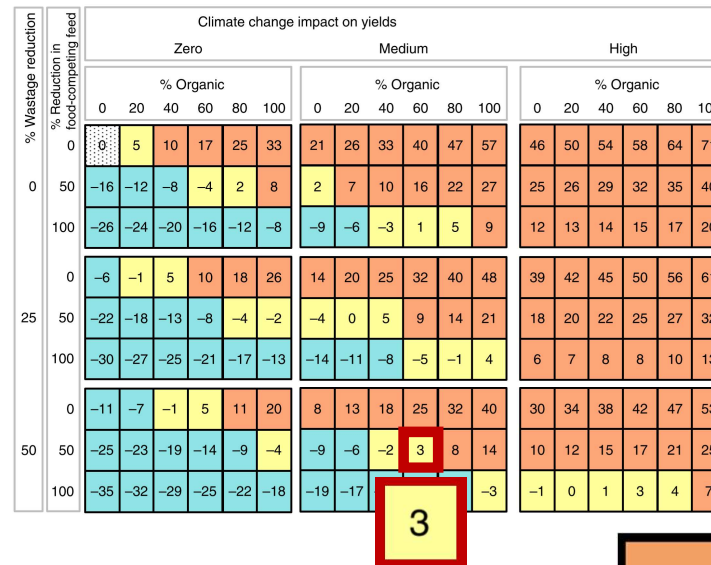 Climate change impact on yields
Zero Medium High
% Wastage reduction
% Reduction in
food-competing feed
% Organic % Organic % Organic
0 20 40 60 80 100 0 20 40 60 80 100 0 20 40 60 80
0 0 5 10 17 25 33 21 26 33 40 47 57 46 50 54 58 64
0 50 −16 −12 −8 −4 2 8 2 7 10 16 22 27 25 26 29 32 35
100 −26 −24 −20 −16 −12 −8 −9 −6 −3 1 5 9 12 13 14 15 17
0 −6 −1 5 10 18 26 14 20 25 32 40 48 39 42 45 50 56
25 50 −22 −18 −13 −8 −4 −2 −4 0 5 9 14 21 18 20 22 25 27
100 −30 −27 −25 −21 −17 −13 −14 −11 −8 −5 −1 4 6 7 8 8 10
0 −11 −7 −1 5 11 20 8 13 18 25 32 40 30 34 38 42 47
50 50 −25 −23 −19 −14 −9 −4 −9 −6 −2 3 8 14 10 12 15 17 21
100 −35 −32 −29 −25 −22 −18 −19 −17 −3 −1 0 1 3 4 7
3